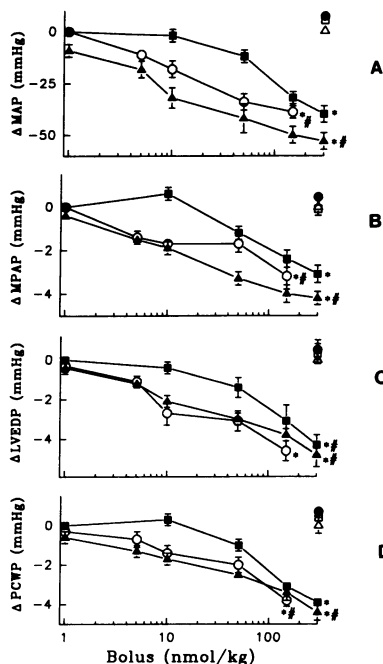 0
-25
-50
Δ MAP (mmHg)
*#
*
*#
A
0
-2
-4
Δ MPAP (mmHg)
*#
*
*#
B
0
-2
-4
ΔLVEDP (mmHg)
*
*#
*#
C
0
-2
-4
Δ PCWP (mmHg)
*#
*
*#
D
1 10 100
Bolus (nmol/kg)